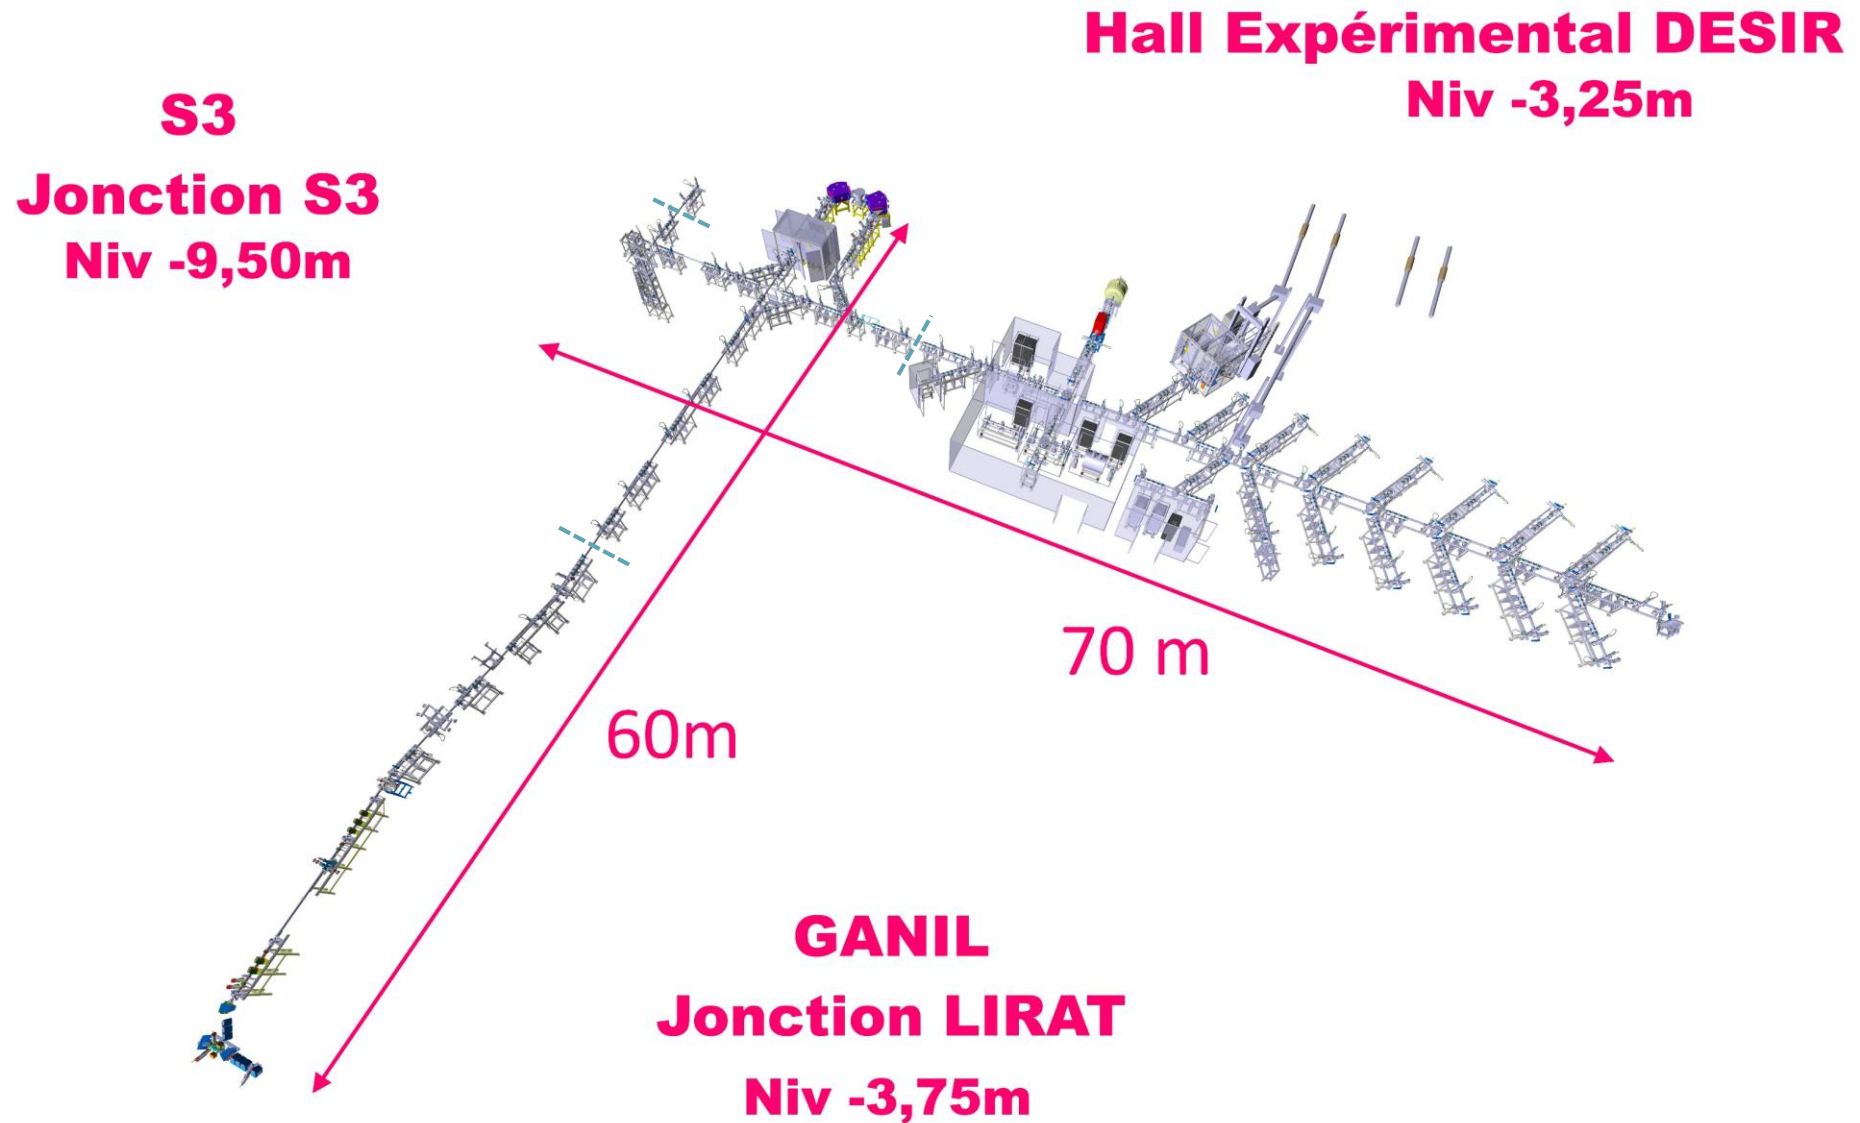 Hall Expérimental DESIR
Niv -3,25m
S3
Jonction S3
Niv -9,50m
70 m
60m
GANIL
Jonction LIRAT
Niv -3,75m